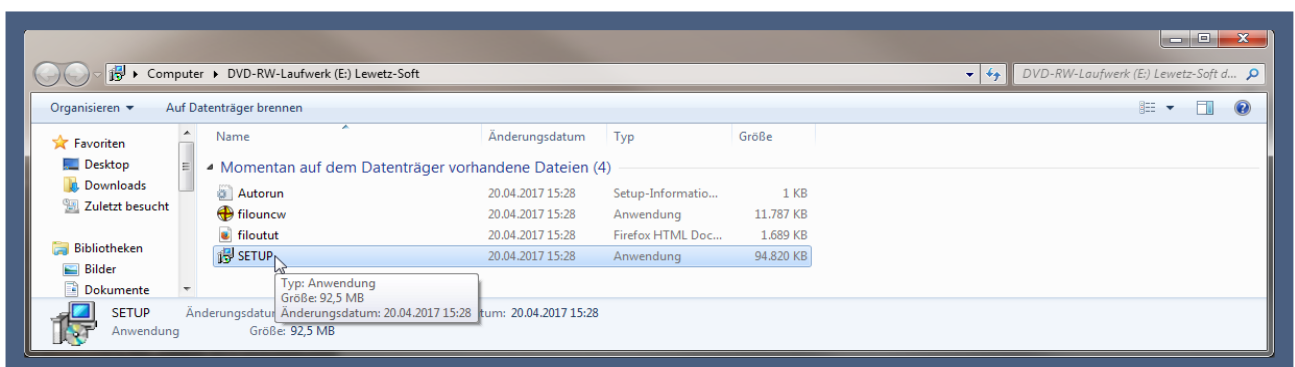 Computer ▸ DVD-RW-Laufwerk (E:) Lewetz-Soft
DVD-RW-Laufwerk (E:) Lewetz-Soft d...
Organisieren Auf Datenträger brennen
Favoriten
Desktop
Downloads
Zuletzt besucht
Bibliotheken
Bilder
Dokumente
Name Änderungsdatum Typ Größe
Momentan auf dem Datenträger vorhandene Dateien (4)
Autorun 20.04.2017 15:28 Setup-Informatio... 1 KB
filouncw 20.04.2017 15:28 Anwendung 11.787 KB
filoutut 20.04.2017 15:28 Firefox HTML Doc... 1.689 KB
SETUP 20.04.2017 15:28 Anwendung 94.820 KB
Typ: Anwendung
Größe: 92,5 MB
Änderungsdatum: 20.04.2017 15:28
SETUP Änderungsdatu tum: 20.04.2017 15:28
Anwendung Größe: 92,5 MB